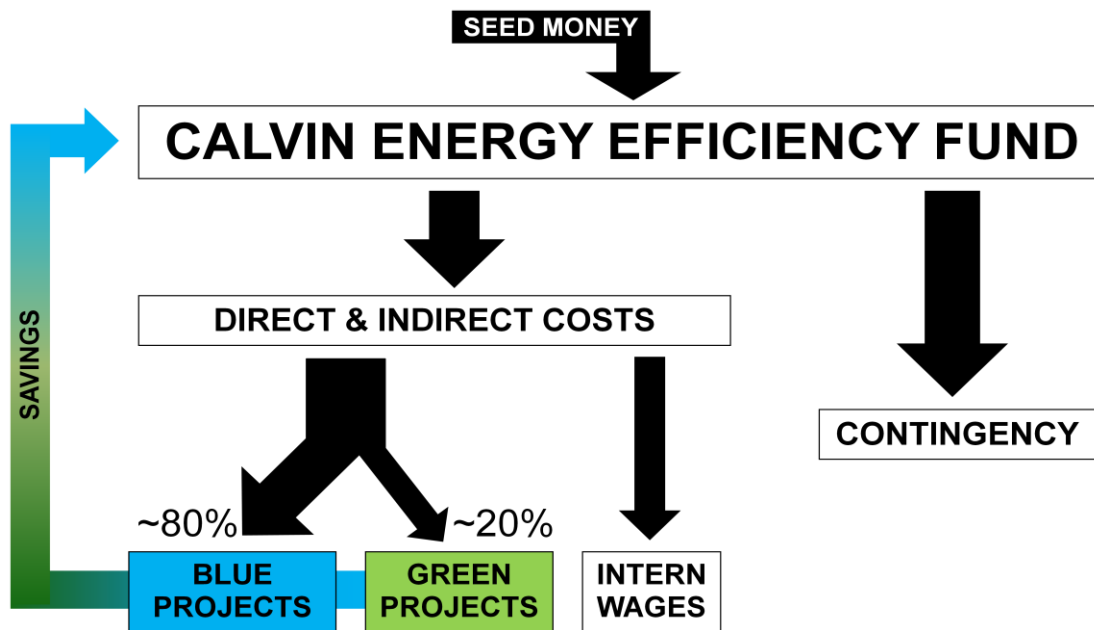 SEED MONEY
CALVIN ENERGY EFFICIENCY FUND
SAVINGS
DIRECT & INDIRECT COSTS
CONTINGENCY
~80%
~20%
BLUE
PROJECTS
GREEN
PROJECTS
INTERN
WAGES